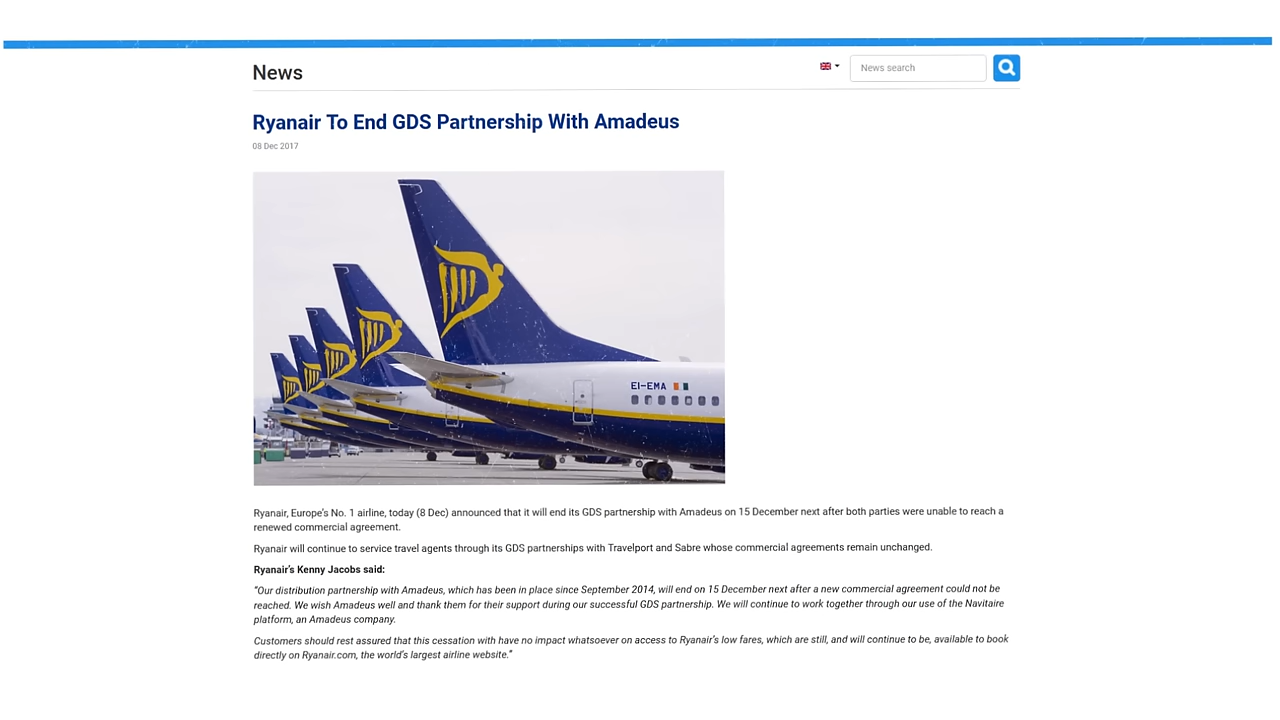 News
News search
Ryanair To End GDS Partnership With Amadeus
08 Dec 2017
EI-EMA
Ryanair, Europe's No. 1 airline, today (8 Dec) announced that it will end its GDS partnership with Amadeus on 15 December next after both parties were unable to reach a
renewed commercial agreement.
Ryanair will continue to service travel agents through its GDS partnerships with Travelport and Sabre whose commercial agreements remain unchanged.
Ryanair's Kenny Jacobs said:
"Our distribution partnership with Amadeus, which has been in place since September 2014, will end on 15 December next after a new commercial agreement could not be
reached. We wish Amadeus well and thank them for their support during our successful GDS partnership. We will continue to work together through our use of the Navitaire
platform, an Amadeus company.
Customers should rest assured that this cessation with have no impact whatsoever on access to Ryanair's low fares, which are still, and will continue to be, available to book
directly on Ryanair.com, the world's largest airline website."